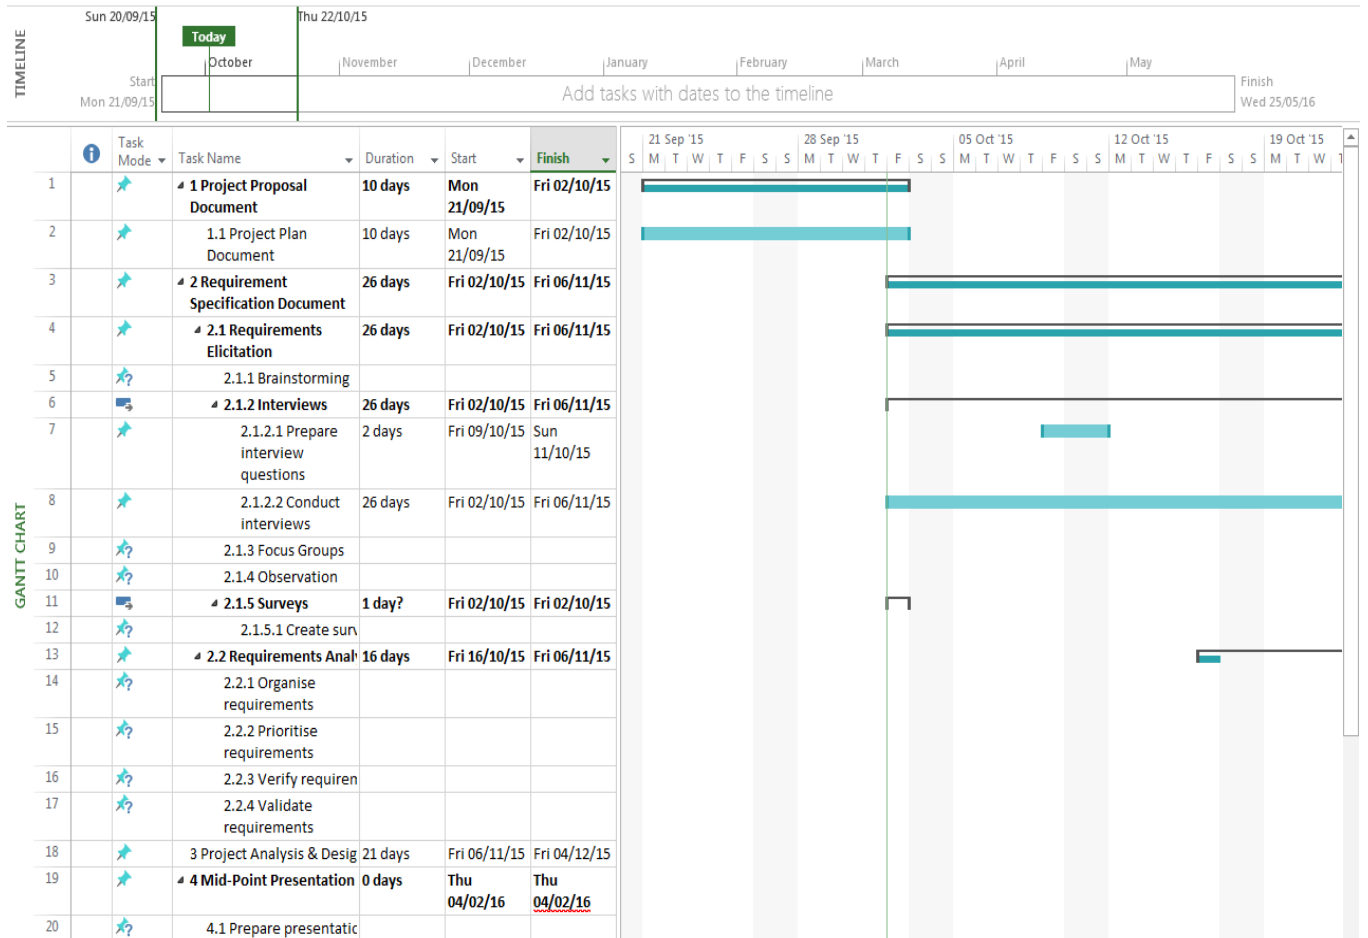 TIMELINE
Sun 20/09/15
Thu 22/10/15
Today
October
November
December
January
February
March
April
May
Start
Mon 21/09/15
Add tasks with dates to the timeline
Finish
Wed 25/05/16
GANTT CHART
Task Mode
Task Name
Duration
Start
Finish
21 Sep '15
28 Sep '15
05 Oct '15
12 Oct '15
19 Oct '15
S M T W T F S S M T W T F S S M T W T F S S M T W T F S S M T W
1 1 Project Proposal 10 days Mon Fri 02/10/15
Document 21/09/15
2 1.1 Project Plan 10 days Mon Fri 02/10/15
Document 21/09/15
3 2 Requirement 26 days Fri 02/10/15 Fri 06/11/15
Specification Document
4 2.1 Requirements 26 days Fri 02/10/15 Fri 06/11/15
Elicitation
5 2.1.1 Brainstorming
6 2.1.2 Interviews 26 days Fri 02/10/15 Fri 06/11/15
7 2.1.2.1 Prepare 2 days Fri 09/10/15 Sun
interview 11/10/15
questions
8 2.1.2.2 Conduct 26 days Fri 02/10/15 Fri 06/11/15
interviews
9 2.1.3 Focus Groups
10 2.1.4 Observation
11 2.1.5 Surveys 1 day? Fri 02/10/15 Fri 02/10/15
12 2.1.5.1 Create surv
13 2.2 Requirements Anal 16 days Fri 16/10/15 Fri 06/11/15
14 2.2.1 Organise
requirements
15 2.2.2 Prioritise
requirements
16 2.2.3 Verify requiren
17 2.2.4 Validate
requirements
18 3 Project Analysis & Desig 21 days Fri 06/11/15 Fri 04/12/15
19 4 Mid-Point Presentation 0 days Thu Thu
04/02/16 04/02/16
20 4.1 Prepare presentatic